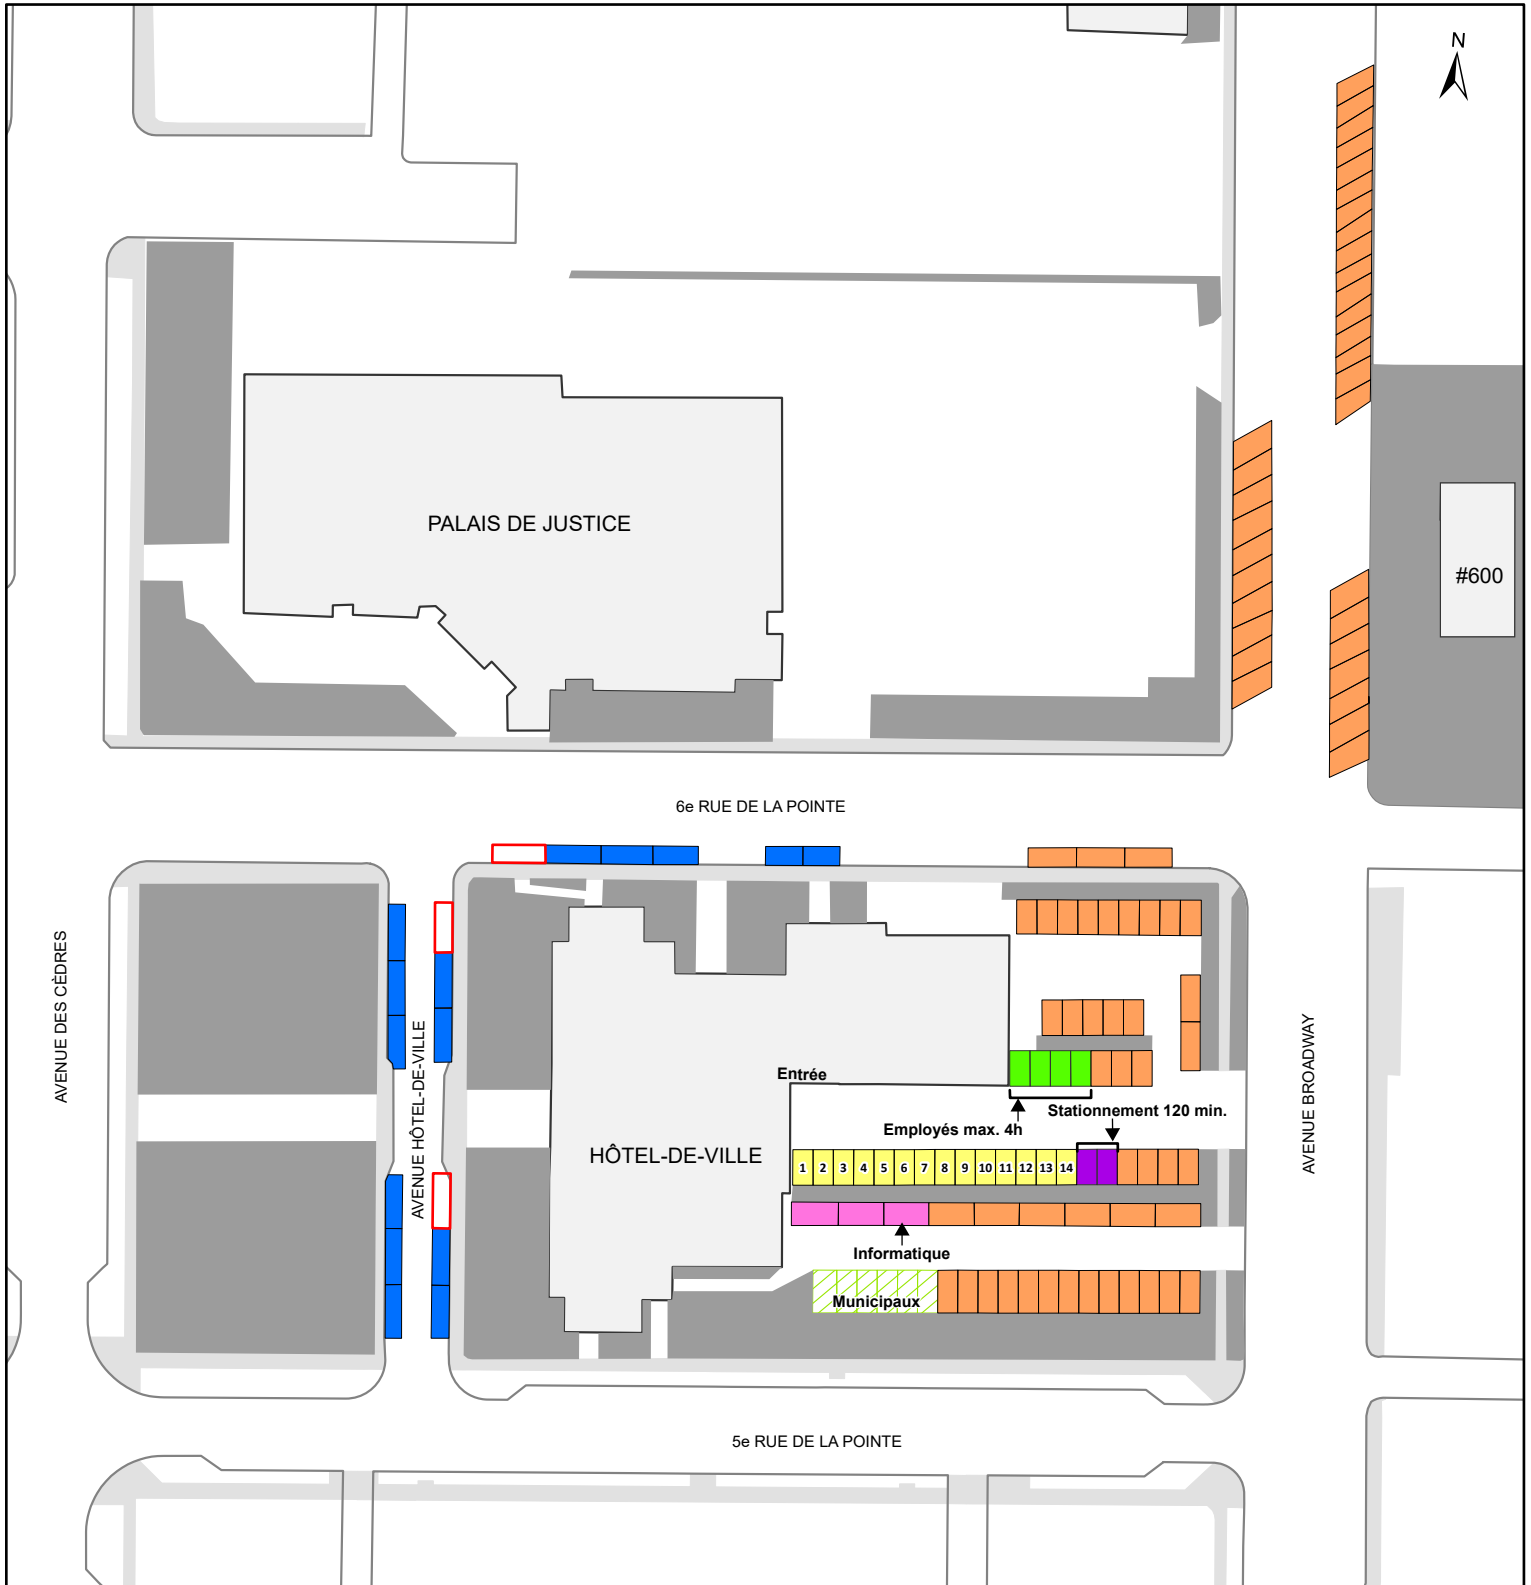 N
PALAIS DE JUSTICE
#600
6e RUE DE LA POINTE
AVENUE DES CÈDRES
AVENUE HÔTEL-DE-VILLE
AVENUE BROADWAY
Entrée
Stationnement 120 min.
Employés max. 4h
HÔTEL-DE-VILLE
1 2 3 4 5 6 7 8 9 10 11 12 13 14
Informatique
Municipaux
5e RUE DE LA POINTE